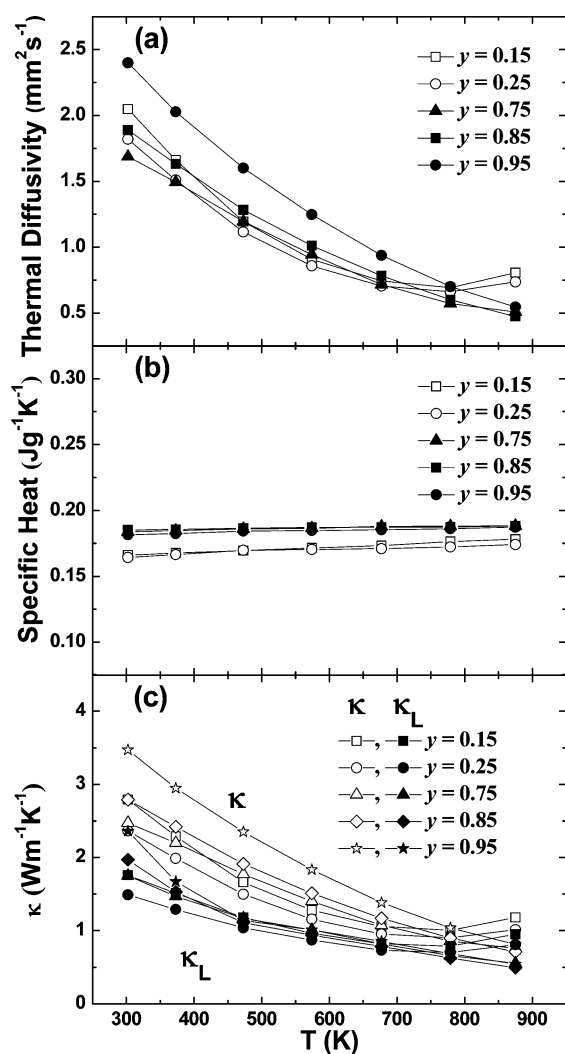 (a)
Thermal Diffusivity (mm²s⁻¹)
2.5
2.0
1.5
1.0
0.5
y = 0.15
y = 0.25
y = 0.75
y = 0.85
y = 0.95
(b)
Specific Heat (Jg⁻¹K⁻¹)
0.30
0.25
0.20
0.15
0.10
y = 0.15
y = 0.25
y = 0.75
y = 0.85
y = 0.95
(c)
κ (Wm⁻¹K⁻¹)
4
3
2
1
0
κ κL
, y = 0.15
, y = 0.25
, y = 0.75
, y = 0.85
, y = 0.95
κ
κL
300 400 500 600 700 800 900
T (K)